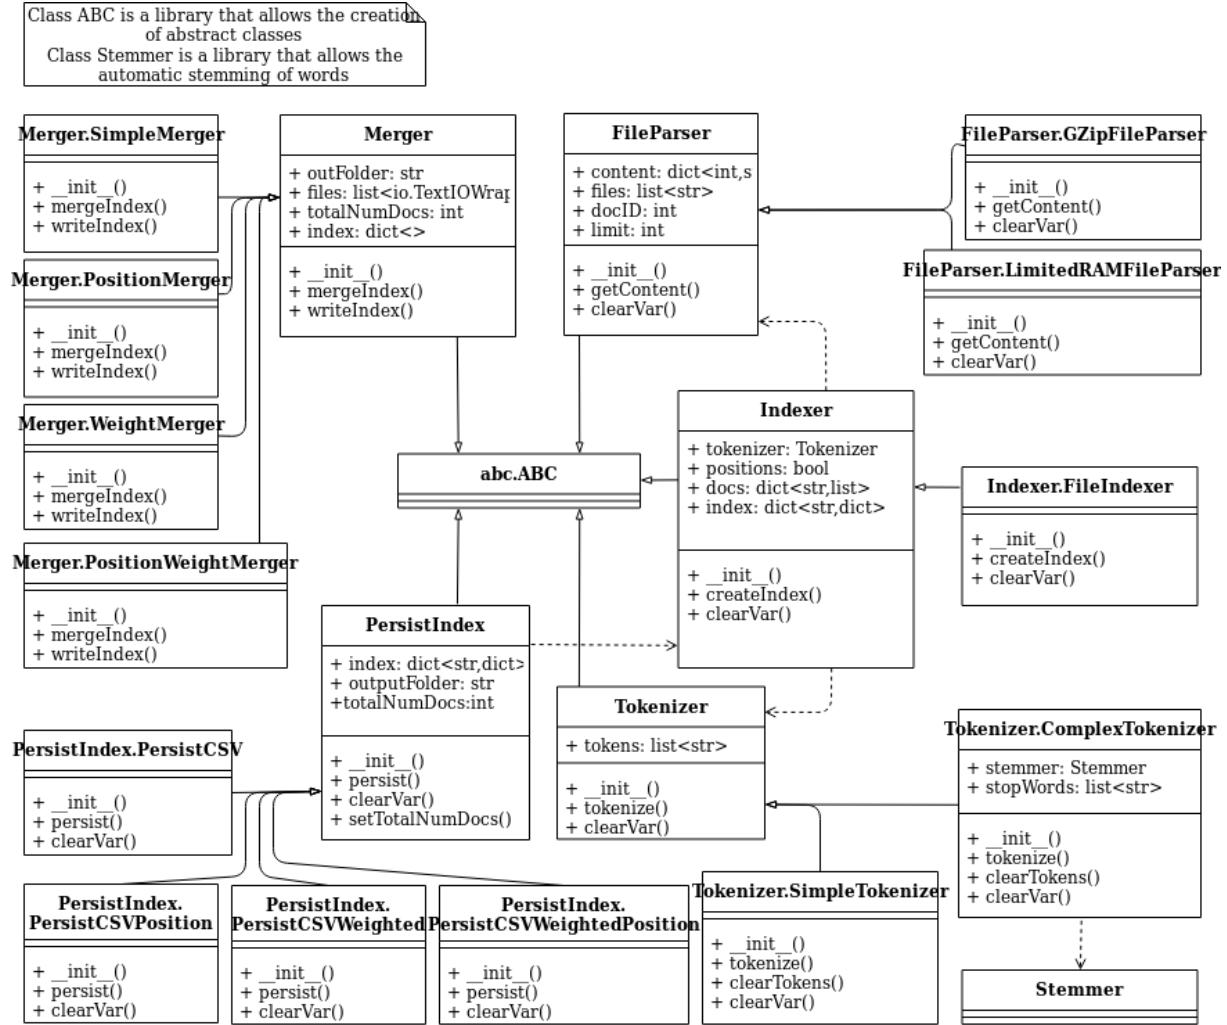 Class ABC is a library that allows the creation
of abstract classes
Class Stemmer is a library that allows the
automatic stemming of words
Merger.SimpleMerger
+ __init__()
+ mergeIndex()
+ writeIndex()
Merger
+ outFolder: str
+ files: list<io.TextIOWrap
+ totalNumDocs: int
+ index: dict<>
+ __init__()
+ mergeIndex()
+ writeIndex()
FileParser
+ content: dict<int,s
+ files: list<str>
+ docID: int
+ limit: int
+ __init__()
+ getContent()
+ clearVar()
FileParser.GZipFileParser
+ __init__()
+ getContent()
+ clearVar()
Merger.PositionMerger
+ __init__()
+ mergeIndex()
+ writeIndex()
FileParser.LimitedRAMFileParser
+ __init__()
+ getContent()
+ clearVar()
Merger.WeightMerger
+ __init__()
+ mergeIndex()
+ writeIndex()
abc.ABC
Indexer
+ tokenizer: Tokenizer
+ positions: bool
+ docs: dict<str,list>
+ index: dict<str,dict>
+ __init__()
+ createIndex()
+ clearVar()
Indexer.FileIndexer
+ __init__()
+ createIndex()
+ clearVar()
Merger.PositionWeightMerger
+ __init__()
+ mergeIndex()
+ writeIndex()
PersistIndex
+ index: dict<str,dict>
+ outputFolder: str
+totalNumDocs:int
+ __init__()
+ persist()
+ clearVar()
+ setTotalNumDocs()
Tokenizer
+ tokens: list<str>
+ __init__()
+ tokenize()
+ clearVar()
Tokenizer.ComplexTokenizer
+ stemmer: Stemmer
+ stopWords: list<str>
+ __init__()
+ tokenize()
+ clearTokens()
+ clearVar()
PersistIndex.PersistCSV
+ __init__()
+ persist()
+ clearVar()
PersistIndex.
PersistCSVPosition
+ __init__()
+ persist()
+ clearVar()
PersistIndex.
PersistCSVWeighted
+ __init__()
+ persist()
+ clearVar()
PersistIndex.
PersistCSVWeightedPosition
+ __init__()
+ persist()
+ clearVar()
Tokenizer.SimpleTokenizer
+ __init__()
+ tokenize()
+ clearTokens()
+ clearVar()
Stemmer